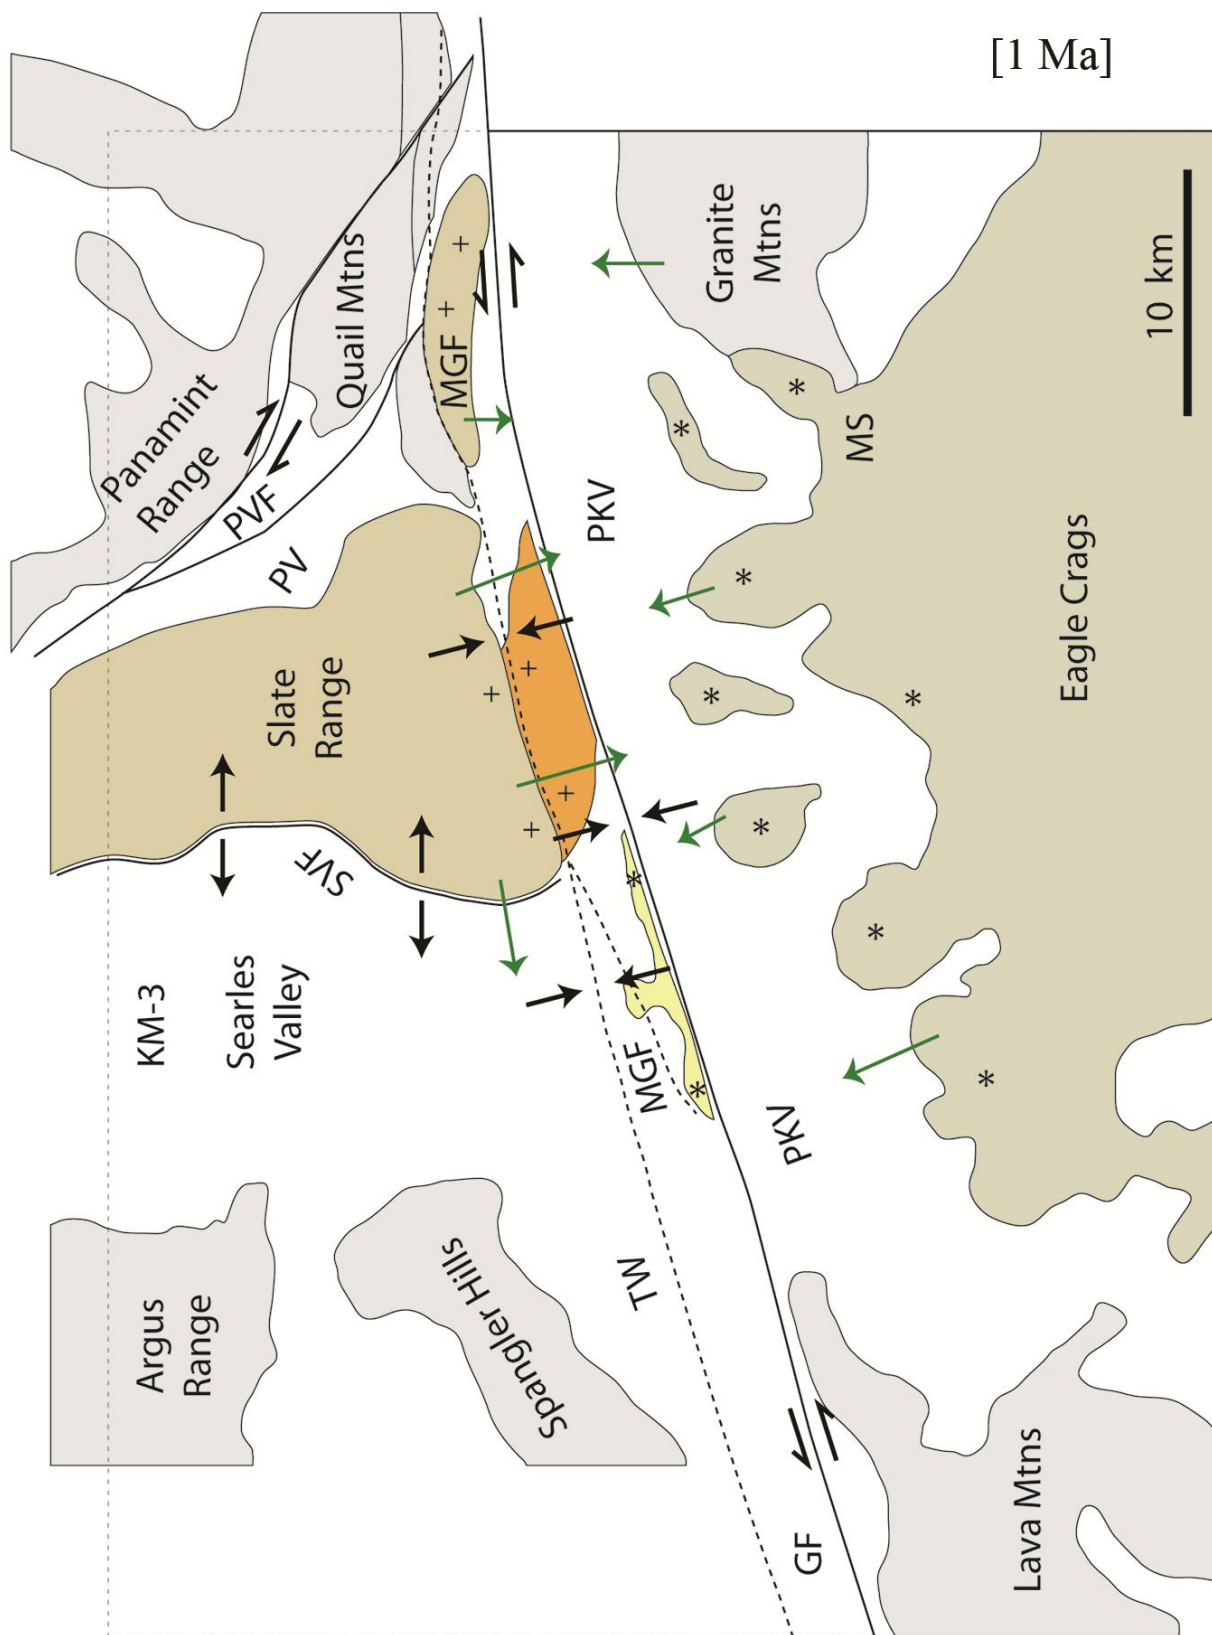 [1 Ma]
Panamint
Range
Quail Mtns
Granite
Mtns
10 km
MGF
PVF
PV
PKV
MS
Eagle Crags
Slate
Range
SVF
KM-3
Searles
Valley
MGF
PKV
TW
Argus
Range
Spangler Hills
GF
Lava Mtns